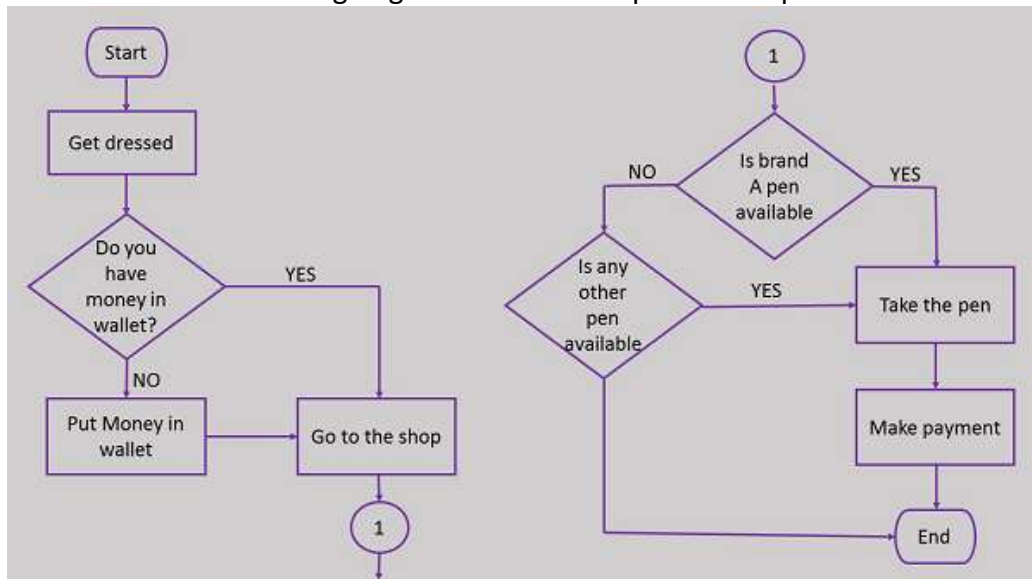 Start
Get dressed
Do you
have
money in
wallet?
YES
NO
Put Money in
wallet
Go to the shop
1
1
Is brand
A pen
available
NO
YES
Is any
other
pen
available
YES
Take the pen
Make payment
End